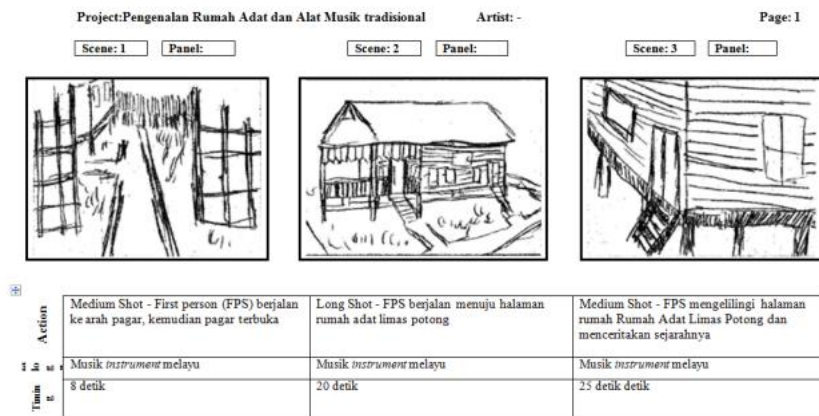 Project:Pengenalan Rumah Adat dan Alat Musik tradisional Artist: - Page: 1
Scene: 1 Panel: Scene: 2 Panel: Scene: 3 Panel:
Action
Medium Shot - First person (FPS) berjalan
ke arah pagar, kemudian pagar terbuka
Long Shot - FPS berjalan menuju halaman
rumah adat limas potong
Medium Shot - FPS mengelilingi halaman
rumah Rumah Adat Limas Potong dan
menceritakan sejarahnya
Musik instrument melayu
Musik instrument melayu
Musik instrument melayu
Timin
g
8 detik
20 detik
25 detik detik